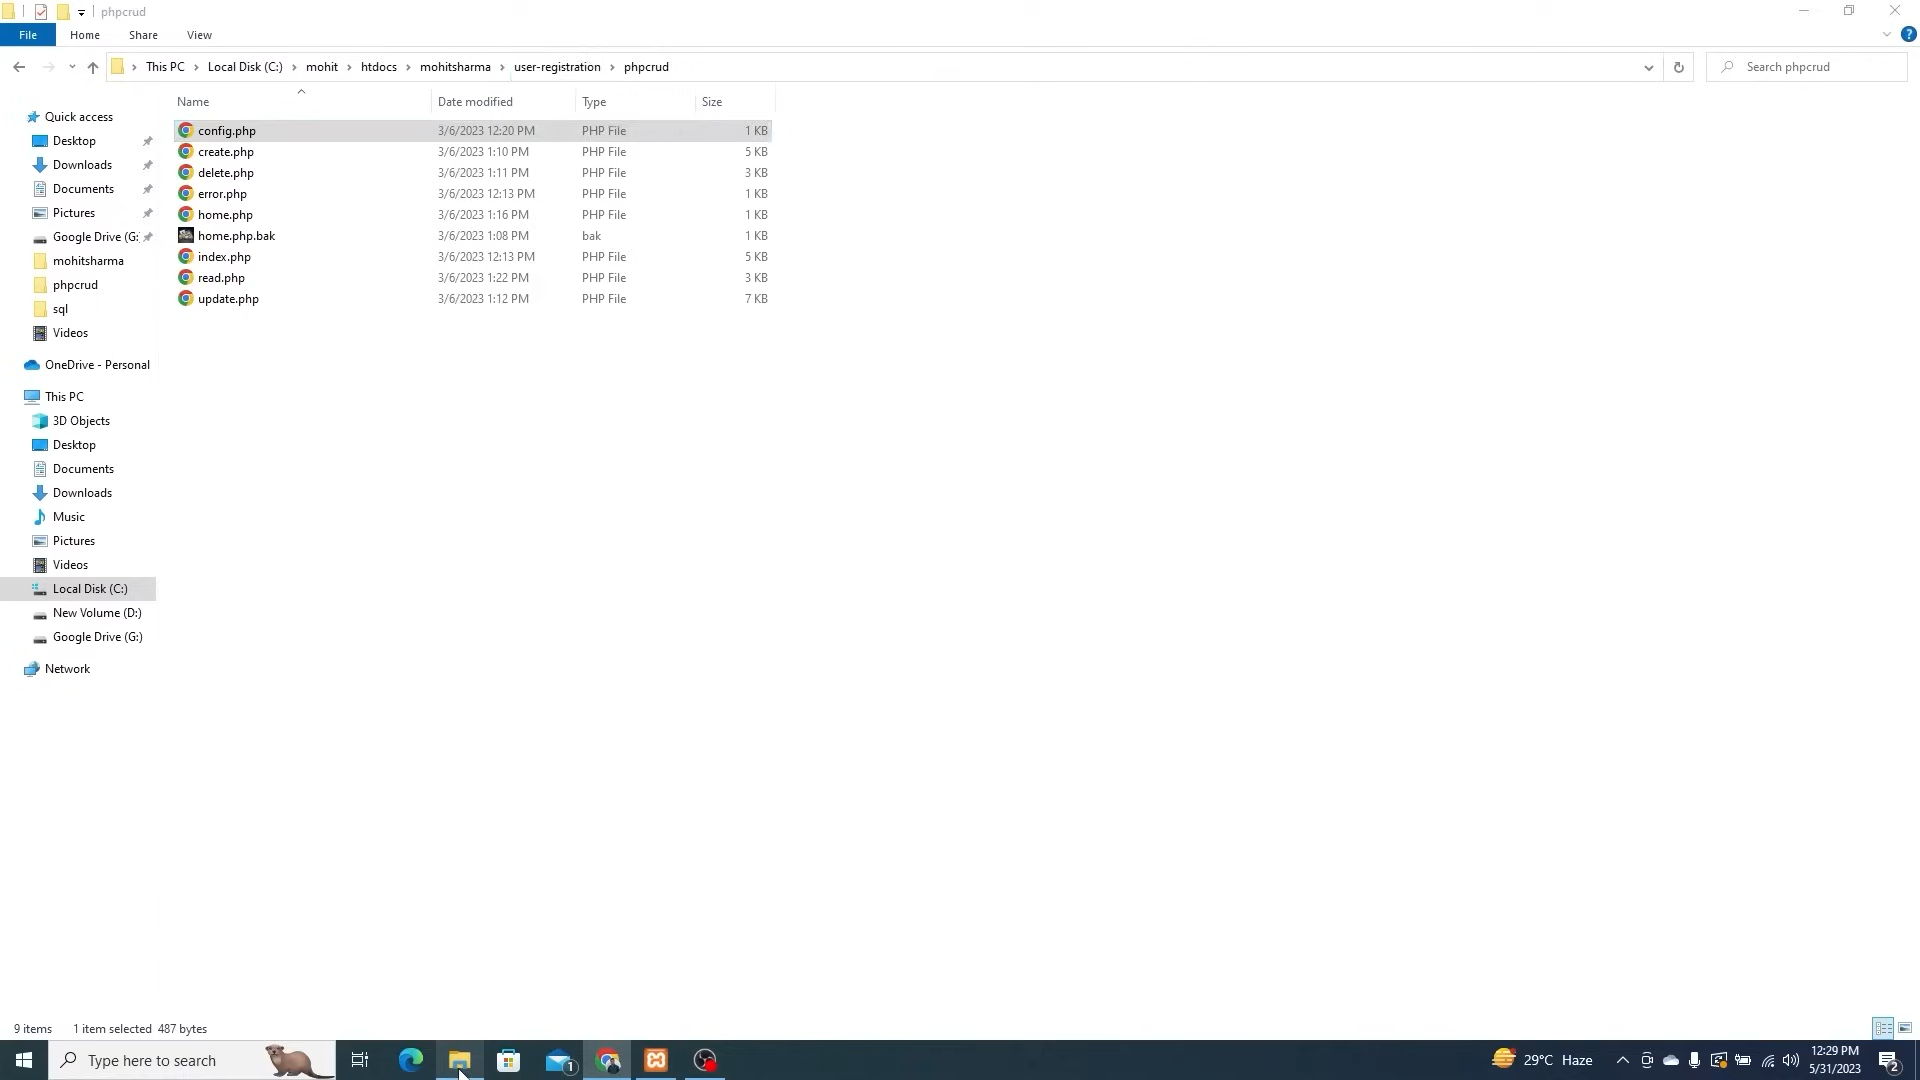 phpcrud
File Home Share View
This PC Local Disk (C:) mohit htdocs mohitsharma user-registration phpcrud Search phpcrud
Name Date modified Type Size
config.php 3/6/2023 12:20 PM PHP File 1 KB
create.php 3/6/2023 1:10 PM PHP File 5 KB
delete.php 3/6/2023 1:11 PM PHP File 3 KB
error.php 3/6/2023 12:13 PM PHP File 1 KB
home.php 3/6/2023 1:16 PM PHP File 1 KB
home.php.bak 3/6/2023 1:08 PM bak 1 KB
index.php 3/6/2023 12:13 PM PHP File 5 KB
read.php 3/6/2023 1:22 PM PHP File 3 KB
update.php 3/6/2023 1:12 PM PHP File 7 KB
Quick access
Desktop
Downloads
Documents
Pictures
Google Drive (G:
mohitsharma
phpcrud
sql
Videos
OneDrive - Personal
This PC
3D Objects
Desktop
Documents
Downloads
Music
Pictures
Videos
Local Disk (C:)
New Volume (D:)
Google Drive (G:)
Network
9 items 1 item selected 487 bytes
Type here to search 1 29°C Haze 12:29 PM
5/31/2023 2